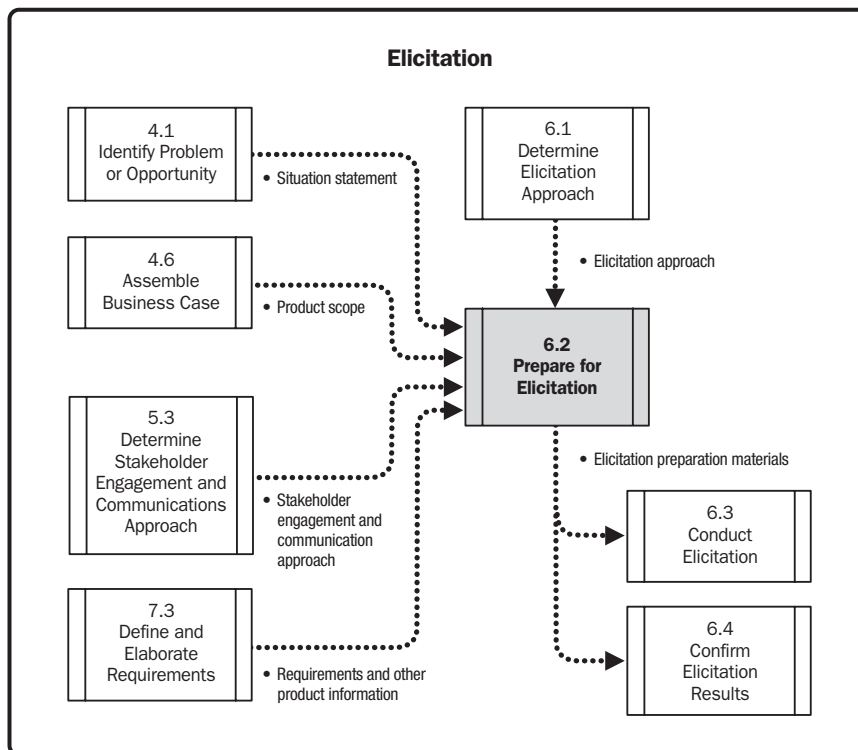 Elicitation
4.1
Identify Problem
or Opportunity
• Situation statement
4.6
Assemble
Business Case
• Product scope
5.3
Determine
Stakeholder
Engagement and
Communications
Approach
• Stakeholder
engagement and
communication
approach
7.3
Define and
Elaborate
Requirements
• Requirements and other
product information
6.1
Determine
Elicitation
Approach
• Elicitation approach
6.2
Prepare for
Elicitation
• Elicitation preparation materials
6.3
Conduct
Elicitation
6.4
Confirm
Elicitation
Results